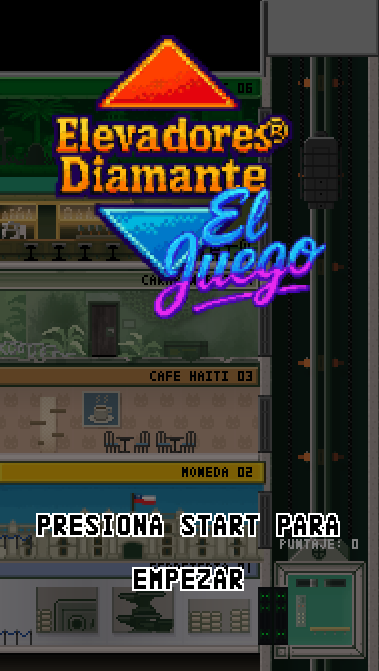 06
Elevadores®
Diamante
El
Juego
CAFE HAITI 03
MONEDA 02
PRESIONA START PARA
PUNTAJE: 0
EMPEZAR